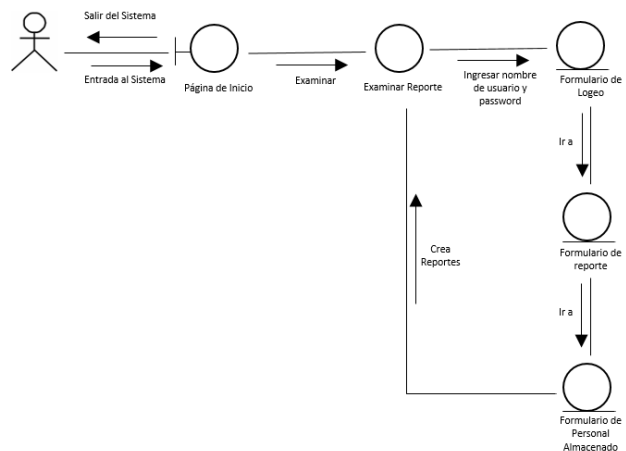 Salir del Sistema
Entrada al Sistema
Página de Inicio
Examinar
Examinar Reporte
Ingresar nombre
de usuario y
password
Formulario de
Logeo
Ir a
Formulario de
reporte
Crea
Reportes
Ir a
Formulario de
Personal
Almacenado